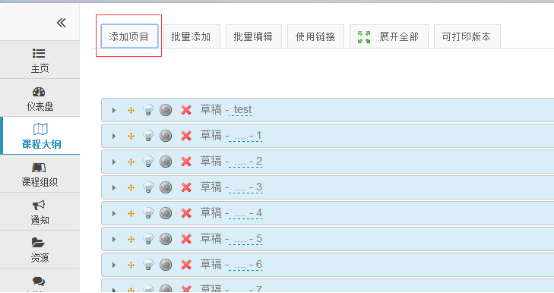 添加项目 批量添加 批量编辑 使用链接 展开全部 可打印版本
主页
仪表盘
课程大纲
课程组织
通知
资源
草稿 - test
草稿 - .... - 1
草稿 - .... - 2
草稿 - .... - 3
草稿 - .... - 4
草稿 - .... - 5
草稿 - .... - 6
草稿 - .... - 7